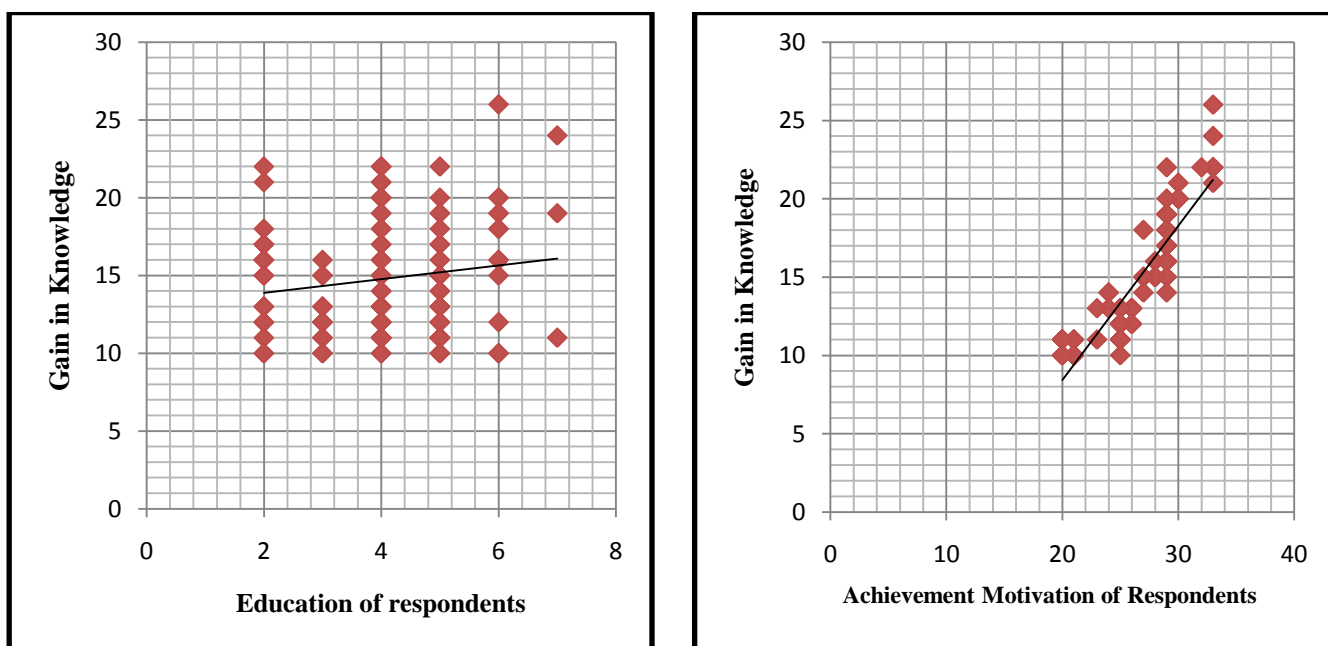 30
25
20
15
10
5
0
Gain in Knowledge
0 2 4 6 8
Education of respondents
30
25
20
15
10
5
0
Gain in Knowledge
0 10 20 30 40
Achievement Motivation of Respondents